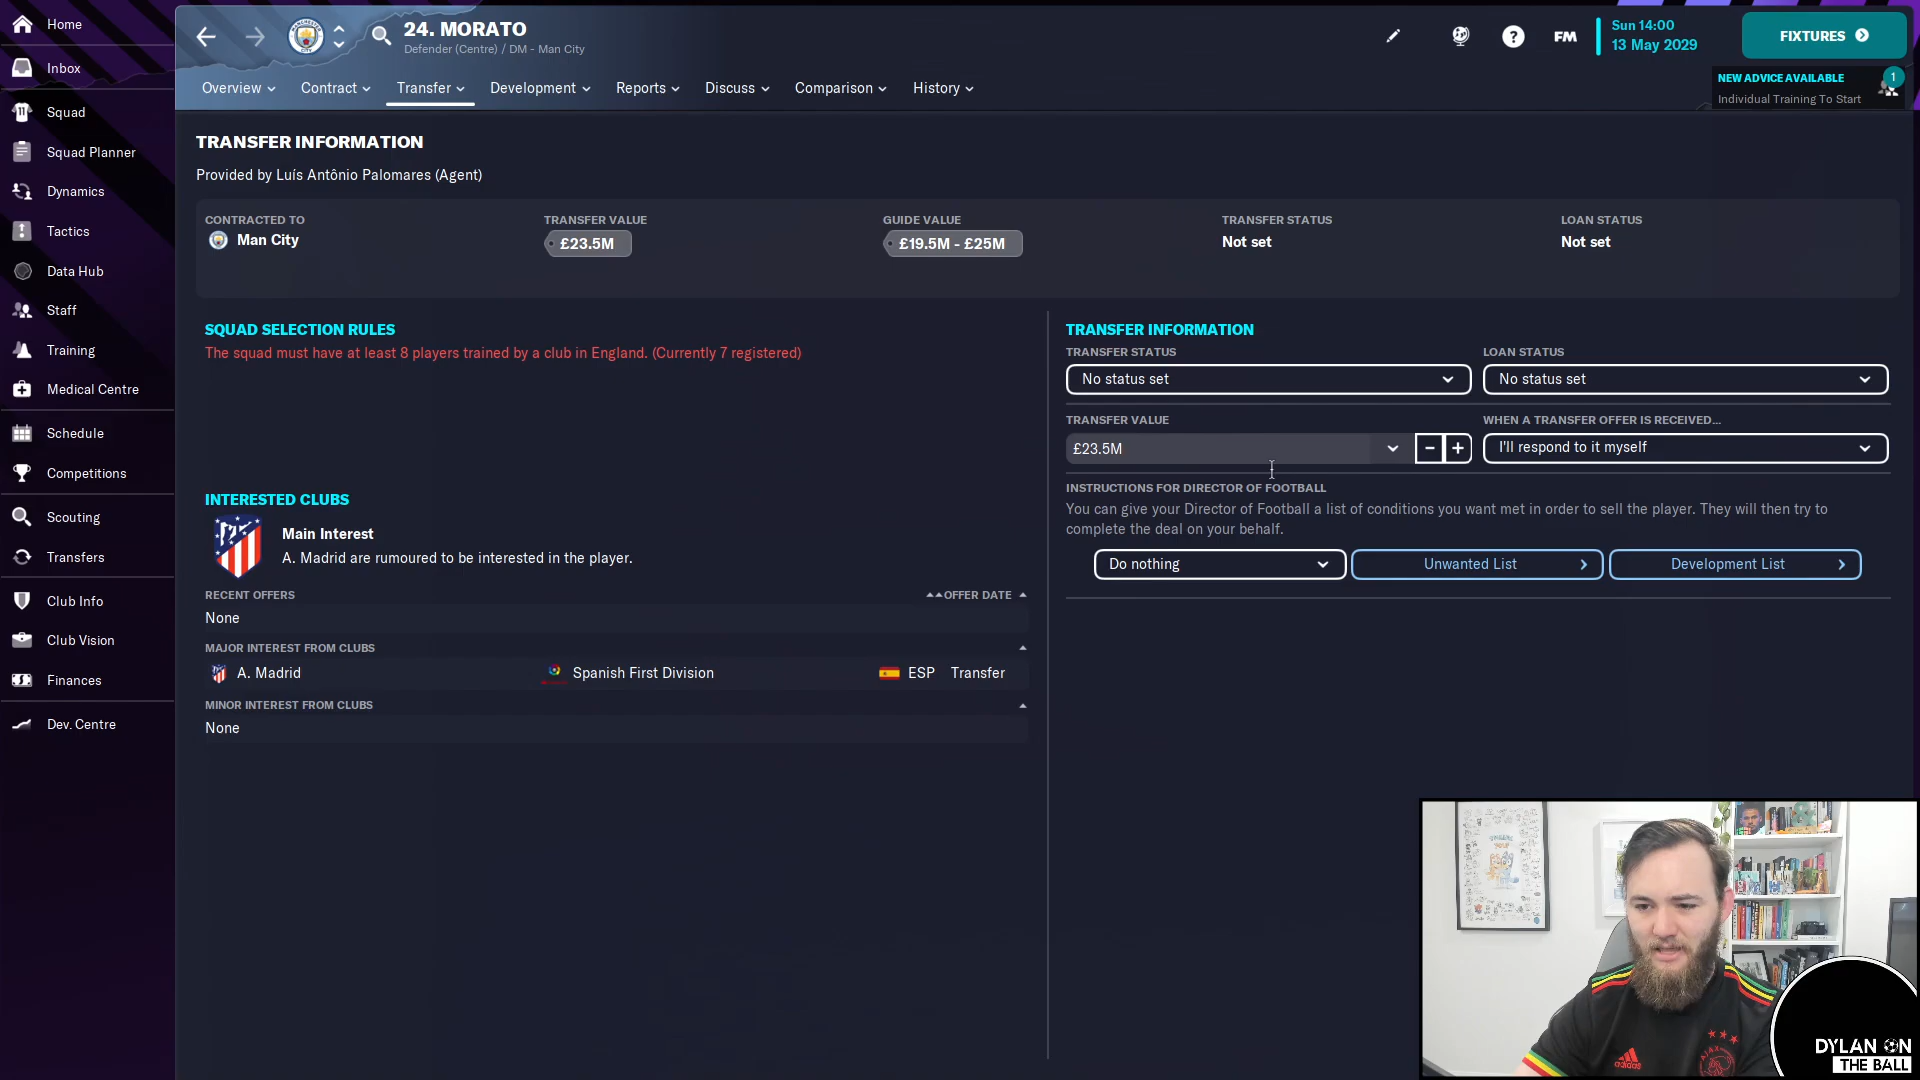 Home
Inbox
Squad
Squad Planner
Dynamics
Tactics
Data Hub
Staff
Training
Medical Centre
Schedule
Competitions
Scouting
Transfers
Club Info
Club Vision
Finances
Dev. Centre
24. MORATO
Defender (Centre) / DM - Man City
FM
Sun 14:00
13 May 2029
FIXTURES
Overview
Contract
Transfer
Development
Reports
Discuss
Comparison
History
NEW ADVICE AVAILABLE
1
Individual Training To Start
TRANSFER INFORMATION
Provided by Luís Antônio Palomares (Agent)
CONTRACTED TO
Man City
TRANSFER VALUE
£23.5M
GUIDE VALUE
£19.5M - £25M
TRANSFER STATUS
Not set
LOAN STATUS
Not set
SQUAD SELECTION RULES
The squad must have at least 8 players trained by a club in England. (Currently 7 registered)
INTERESTED CLUBS
Main Interest
A. Madrid are rumoured to be interested in the player.
RECENT OFFERS
OFFER DATE
None
MAJOR INTEREST FROM CLUBS
A. Madrid
Spanish First Division
ESP
Transfer
MINOR INTEREST FROM CLUBS
None
TRANSFER INFORMATION
TRANSFER STATUS
No status set
LOAN STATUS
No status set
TRANSFER VALUE
£23.5M
WHEN A TRANSFER OFFER IS RECEIVED...
I'll respond to it myself
INSTRUCTIONS FOR DIRECTOR OF FOOTBALL
You can give your Director of Football a list of conditions you want met in order to sell the player. They will then try to
complete the deal on your behalf.
Do nothing
Unwanted List
Development List
adidas
AJAX
DYLAN ON
THE BALL